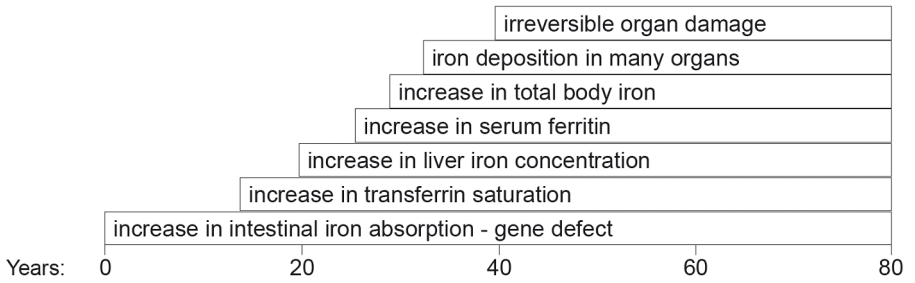 irreversible organ damage
iron deposition in many organs
increase in total body iron
increase in serum ferritin
increase in liver iron concentration
increase in transferrin saturation
increase in intestinal iron absorption - gene defect
Years: 0 20 40 60 80